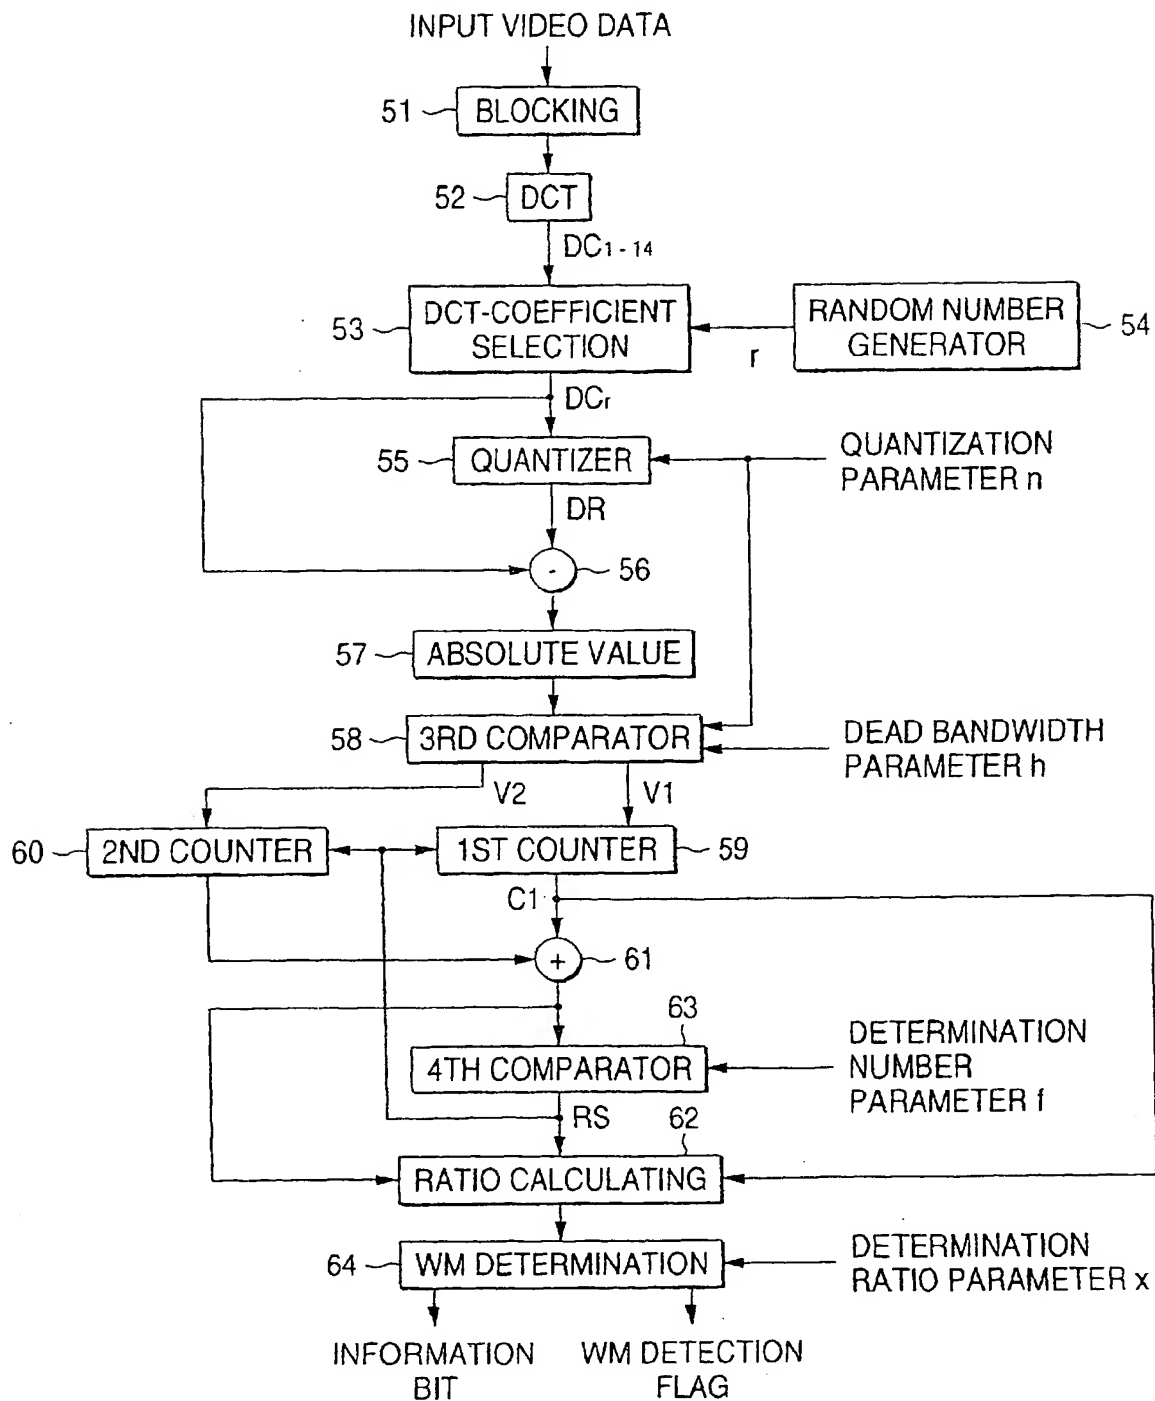 INPUT VIDEO DATA
51
BLOCKING
52
DCT
DC1-14
53
DCT-COEFFICIENT
SELECTION
RANDOM NUMBER
GENERATOR
54
r
DCr
55
QUANTIZER
QUANTIZATION
PARAMETER n
DR
-
56
57
ABSOLUTE VALUE
58
3RD COMPARATOR
DEAD BANDWIDTH
PARAMETER h
V2
V1
60
2ND COUNTER
1ST COUNTER
59
C1
+
61
63
4TH COMPARATOR
DETERMINATION
NUMBER
PARAMETER f
RS
62
RATIO CALCULATING
64
WM DETERMINATION
DETERMINATION
RATIO PARAMETER x
INFORMATION
BIT
WM DETECTION
FLAG